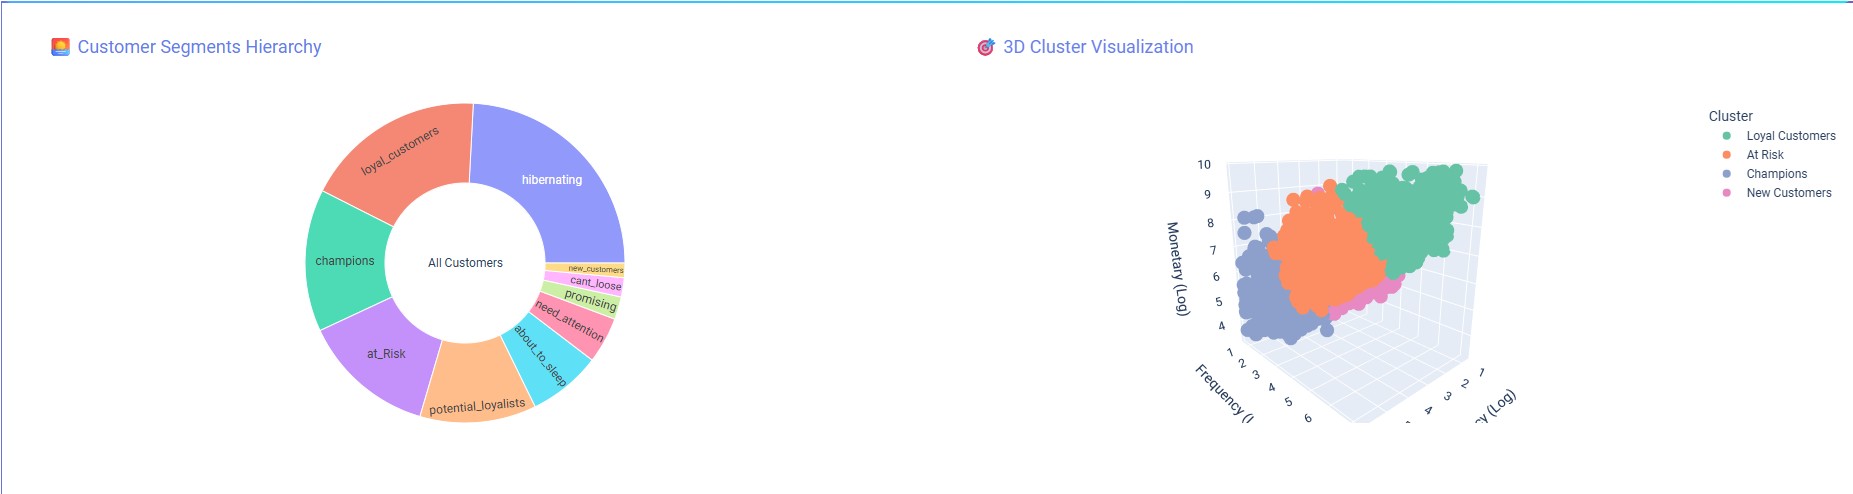 Customer Segments Hierarchy
loyal_customers
hibernating
champions
All Customers
new_customers
cant_loose
promising
need_attention
about_to_sleep
at_Risk
potential_loyalists
3D Cluster Visualization
Cluster
Loyal Customers
At Risk
Champions
New Customers
Monetary (Log)
10
9
8
7
6
5
4
1
2
3
4
5
6
Frequency (
1
2
3
4
(Log)